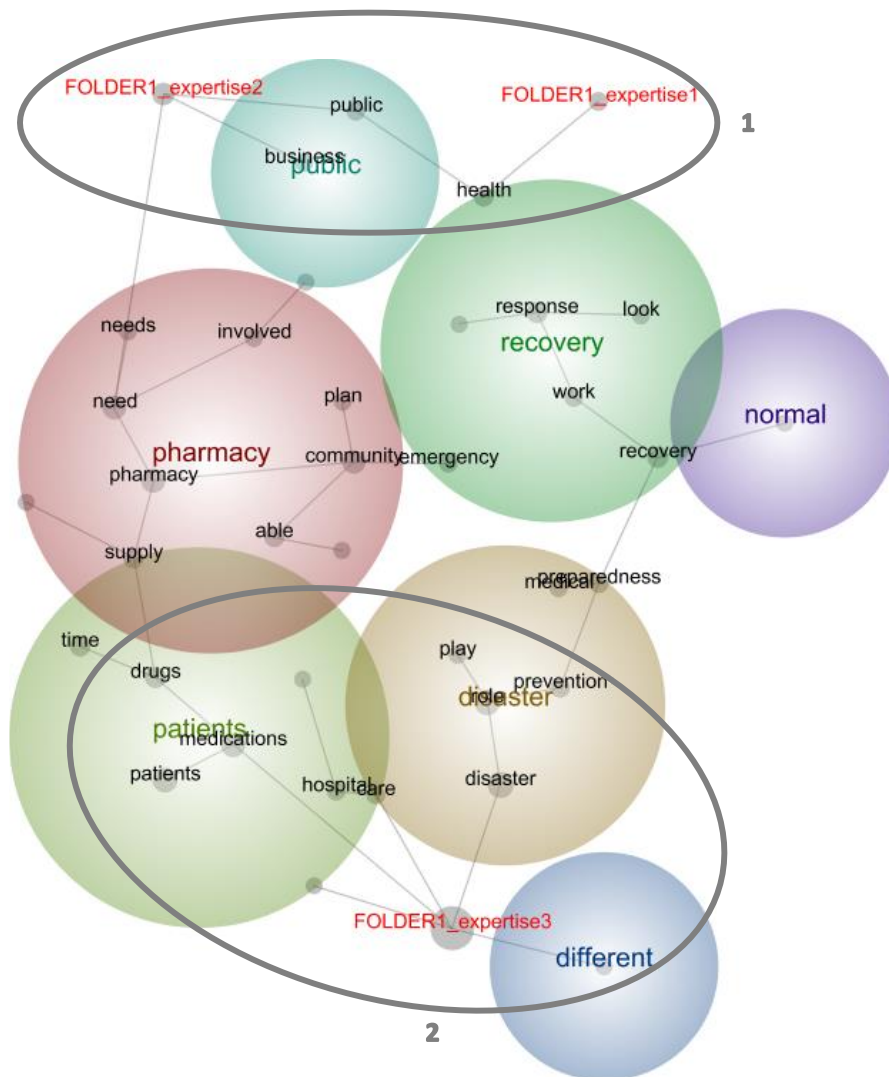 FOLDER1_expertise2
FOLDER1_expertise1
public
1
business
public
health
needs
involved
response
look
recovery
need
plan
work
normal
pharmacy
community
emergency
recovery
pharmacy
able
supply
preparedness
medical
time
play
drugs
prevention
role
disaster
patients
medications
patients
hospital
care
disaster
FOLDER1_expertise3
different
2